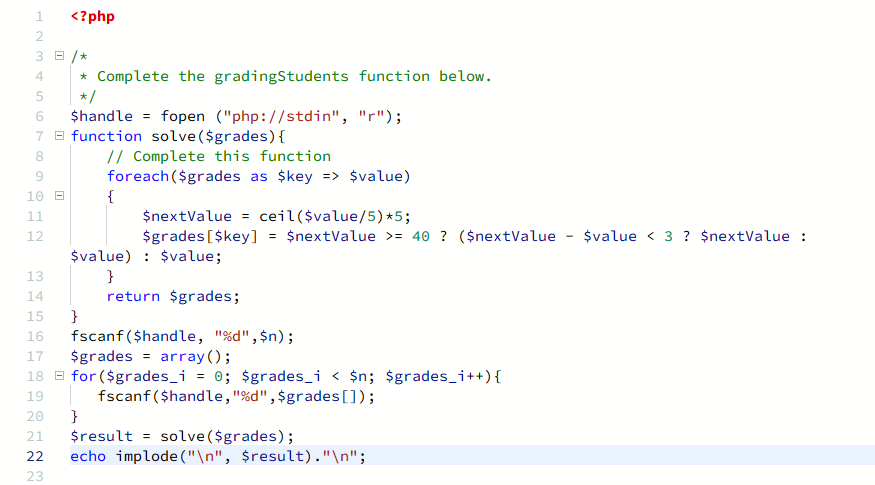 1 <?php
2
3 /*
4 * Complete the gradingStudents function below.
5 */
6 $handle = fopen ("php://stdin", "r");
7 function solve($grades){
8 // Complete this function
9 foreach($grades as $key => $value)
10 {
11 $nextValue = ceil($value/5)*5;
12 $grades[$key] = $nextValue >= 40 ? ($nextValue - $value < 3 ? $nextValue :
$value) : $value;
13 }
14 return $grades;
15 }
16 fscanf($handle, "%d",$n);
17 $grades = array();
18 for($grades_i = 0; $grades_i < $n; $grades_i++){
19 fscanf($handle,"%d",$grades[]);
20 }
21 $result = solve($grades);
22 echo implode("\n", $result)."\n";
23